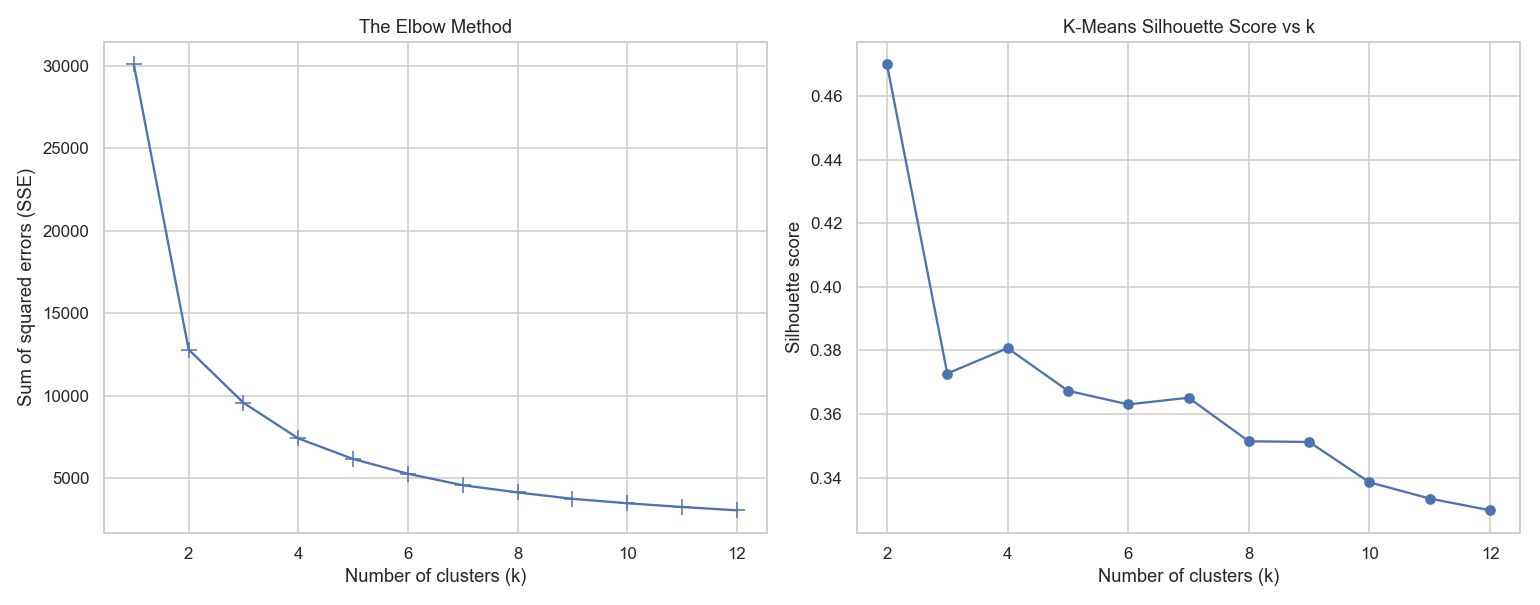 The Elbow Method
30000
25000
20000
15000
10000
5000
Sum of squared errors (SSE)
2 4 6 8 10 12
Number of clusters (k)
K-Means Silhouette Score vs k
0.46
0.44
0.42
0.40
0.38
0.36
0.34
Silhouette score
2 4 6 8 10 12
Number of clusters (k)